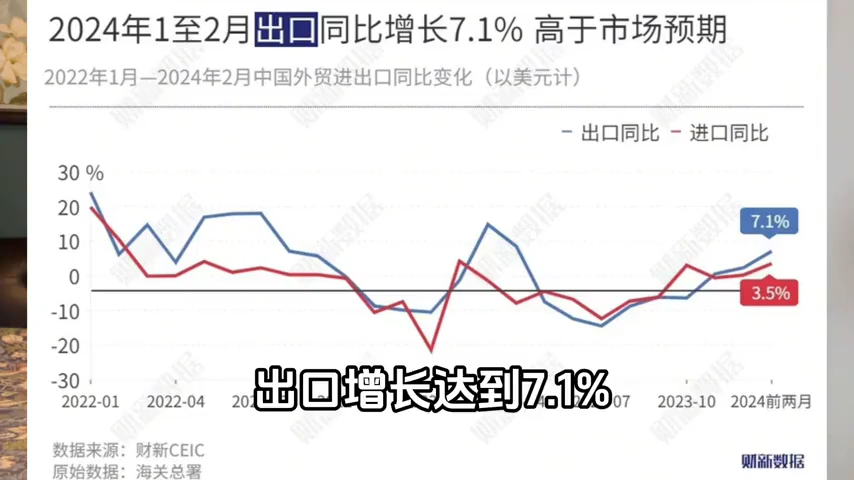 2024年1至2月出口同比增长7.1% 高于市场预期
2022年1月—2024年2月中国外贸进出口同比变化（以美元计）
出口同比 进口同比
30 %
20
10
0
-10
-20
-30
7.1%
3.5%
2022-01 2022-04 2023-10 2024前两月
出口增长达到7.1%
数据来源：财新CEIC
原始数据：海关总署
财新数据